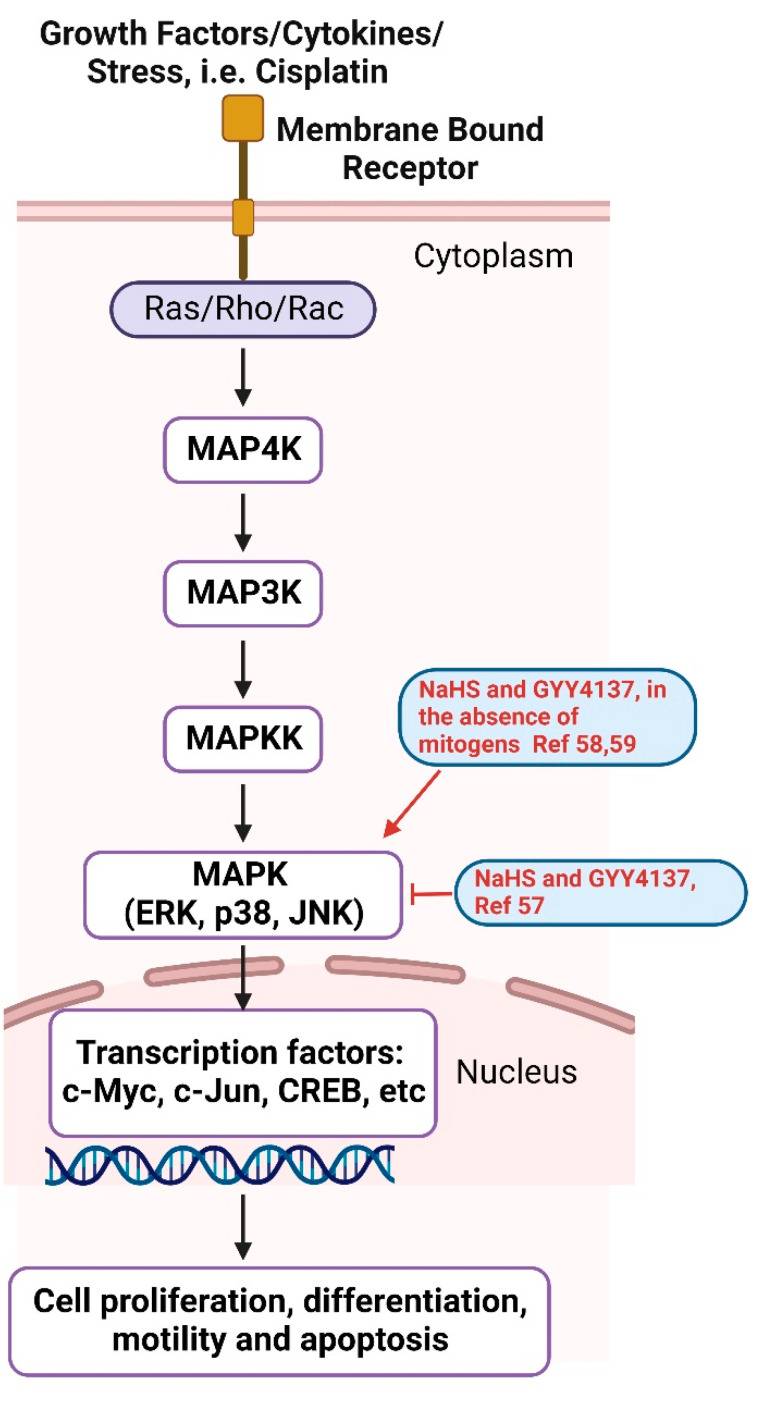 Growth Factors/Cytokines/
Stress, i.e. Cisplatin
Membrane Bound
Receptor
Cytoplasm
Ras/Rho/Rac
MAP4K
MAP3K
NaHS and GYY4137, in
the absence of
mitogens Ref 58,59
MAPKK
MAPK
(ERK, p38, JNK)
NaHS and GYY4137,
Ref 57
Transcription factors:
c-Myc, c-Jun, CREB, etc
Nucleus
Cell proliferation, differentiation,
motility and apoptosis